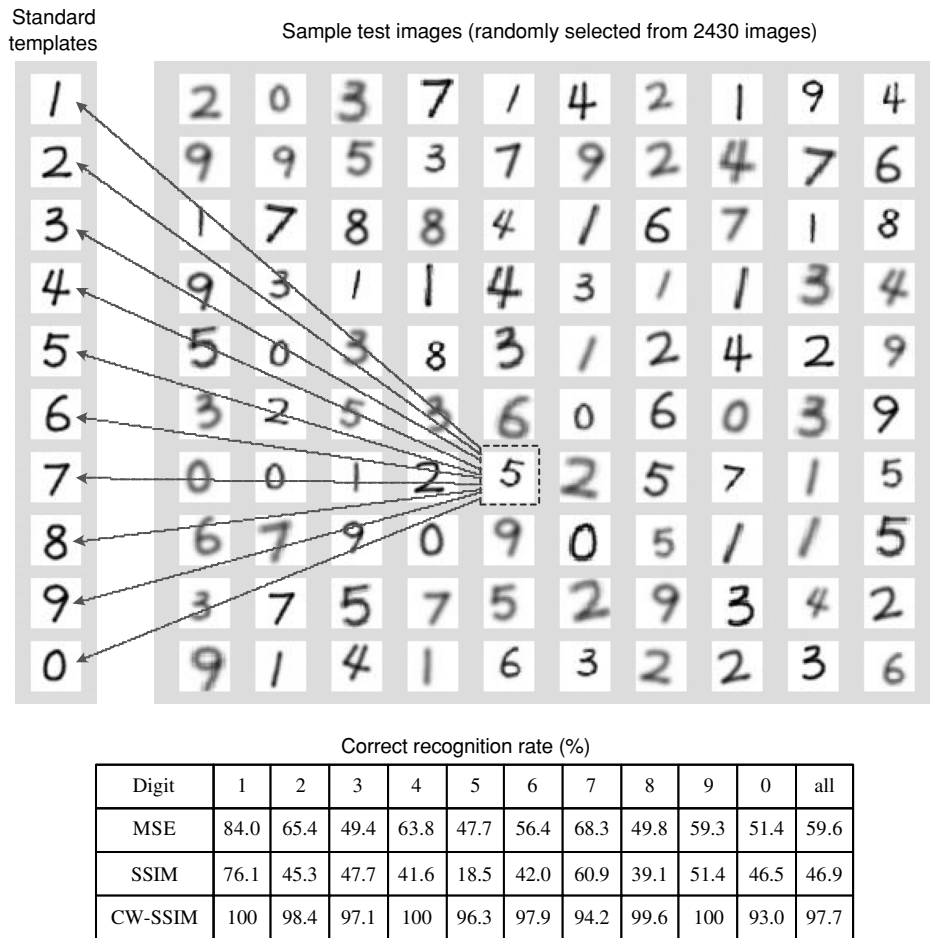 Standard
templates
Sample test images (randomly selected from 2430 images)
1 2 0 3 7 1 4 2 1 9 4
2 9 9 5 3 7 9 2 4 7 6
3 1 7 8 8 4 1 6 7 1 8
4 9 3 1 1 4 3 1 1 3 4
5 5 0 3 8 3 1 2 4 2 9
6 3 2 5 3 6 0 6 0 3 9
7 0 0 1 2 5 2 5 7 1 5
8 6 7 9 0 9 0 5 1 1 5
9 3 7 5 7 5 2 9 3 4 2
0 9 1 4 1 6 3 2 2 3 6
Correct recognition rate (%)
Digit 1 2 3 4 5 6 7 8 9 0 all
MSE 84.0 65.4 49.4 63.8 47.7 56.4 68.3 49.8 59.3 51.4 59.6
SSIM 76.1 45.3 47.7 41.6 18.5 42.0 60.9 39.1 51.4 46.5 46.9
CW-SSIM 100 98.4 97.1 100 96.3 97.9 94.2 99.6 100 93.0 97.7